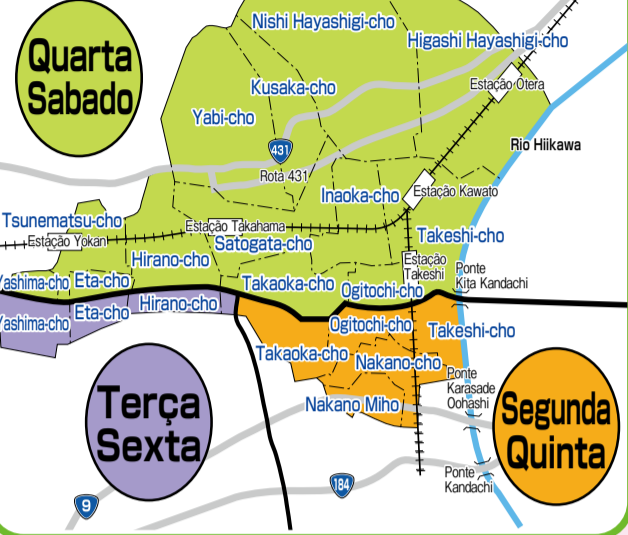 Nishi Hayashigi-cho
Higashi Hayashigi-cho
Quarta
Sabado
Estação Otera
Kusaka-cho
Yabi-cho
Rio Hiikawa
431
Rota 431
Inaoka-cho
Estação Kawato
Tsunematsu-cho
Estação Takahama
Estação Yokan
Satogata-cho
Takeshi-cho
Hirano-cho
Estação
Takeshi
Ponte
Kita Kandachi
Yashima-cho
Eta-cho
Takaoka-cho
Ogitochi-cho
Yashima-cho
Eta-cho
Hirano-cho
Ogitochi-cho
Takeshi-cho
Takaoka-cho
Nakano-cho
Ponte
Karasade
Oohashi
Terça
Sexta
Nakano Miho
Segunda
Quinta
Ponte
Kandachi
184
9